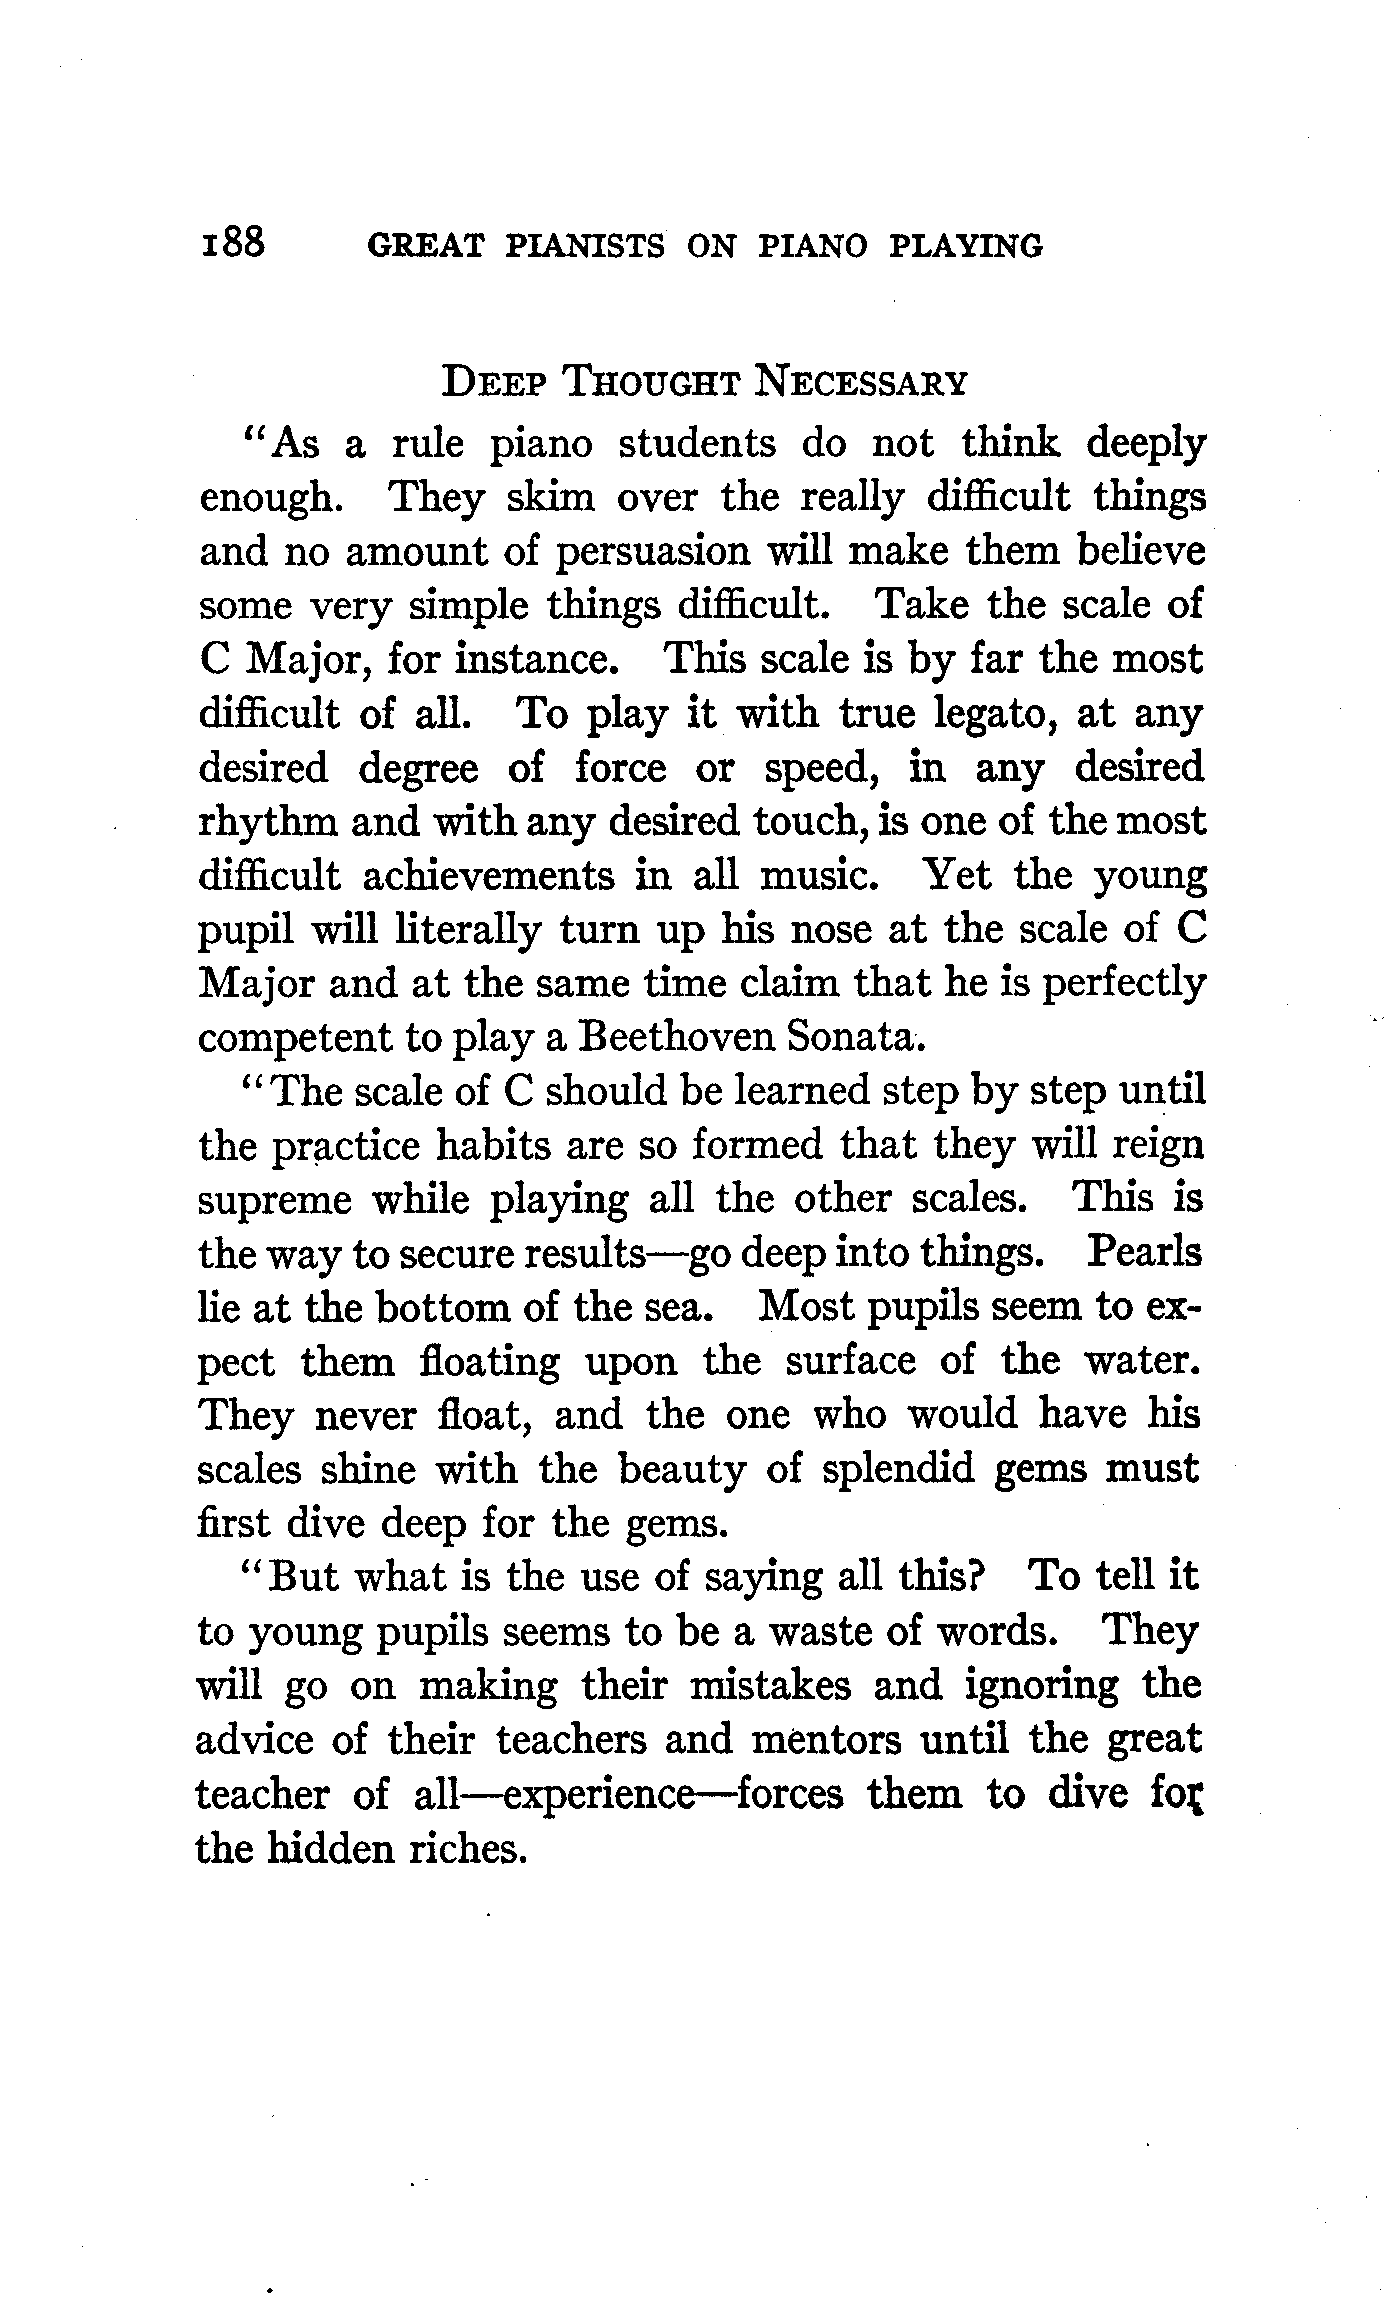 188 GREAT PIANISTS ON PIANO PLAYING
DEEP THOUGHT NECESSARY
"As a rule piano students do not think deeply
enough. They skim over the really difficult things
and no amount of persuasion will make them believe
some very simple things difficult. Take the scale of
C Major, for instance. This scale is by far the most
difficult of all. To play it with true legato, at any
desired degree of force or speed, in any desired
rhythm and with any desired touch, is one of the most
difficult achievements in all music. Yet the young
pupil will literally turn up his nose at the scale of C
Major and at the same time claim that he is perfectly
competent to play a Beethoven Sonata.
"The scale of C should be learned step by step until
the practice habits are so formed that they will reign
supreme while playing all the other scales. This is
the way to secure results—go deep into things. Pearls
lie at the bottom of the sea. Most pupils seem to ex-
pect them floating upon the surface of the water.
They never float, and the one who would have his
scales shine with the beauty of splendid gems must
first dive deep for the gems.
"But what is the use of saying all this? To tell it
to young pupils seems to be a waste of words. They
will go on making their mistakes and ignoring the
advice of their teachers and mentors until the great
teacher of all—experience—forces them to dive for
the hidden riches.